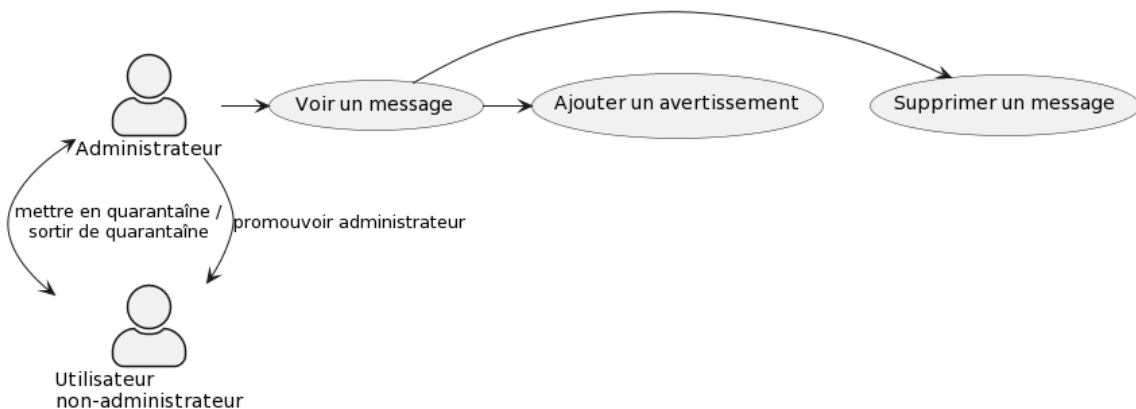 Voir un message
Ajouter un avertissement
Supprimer un message
Administrateur
mettre en quarantaîne /
sortir de quarantaîne
promouvoir administrateur
Utilisateur
non-administrateur